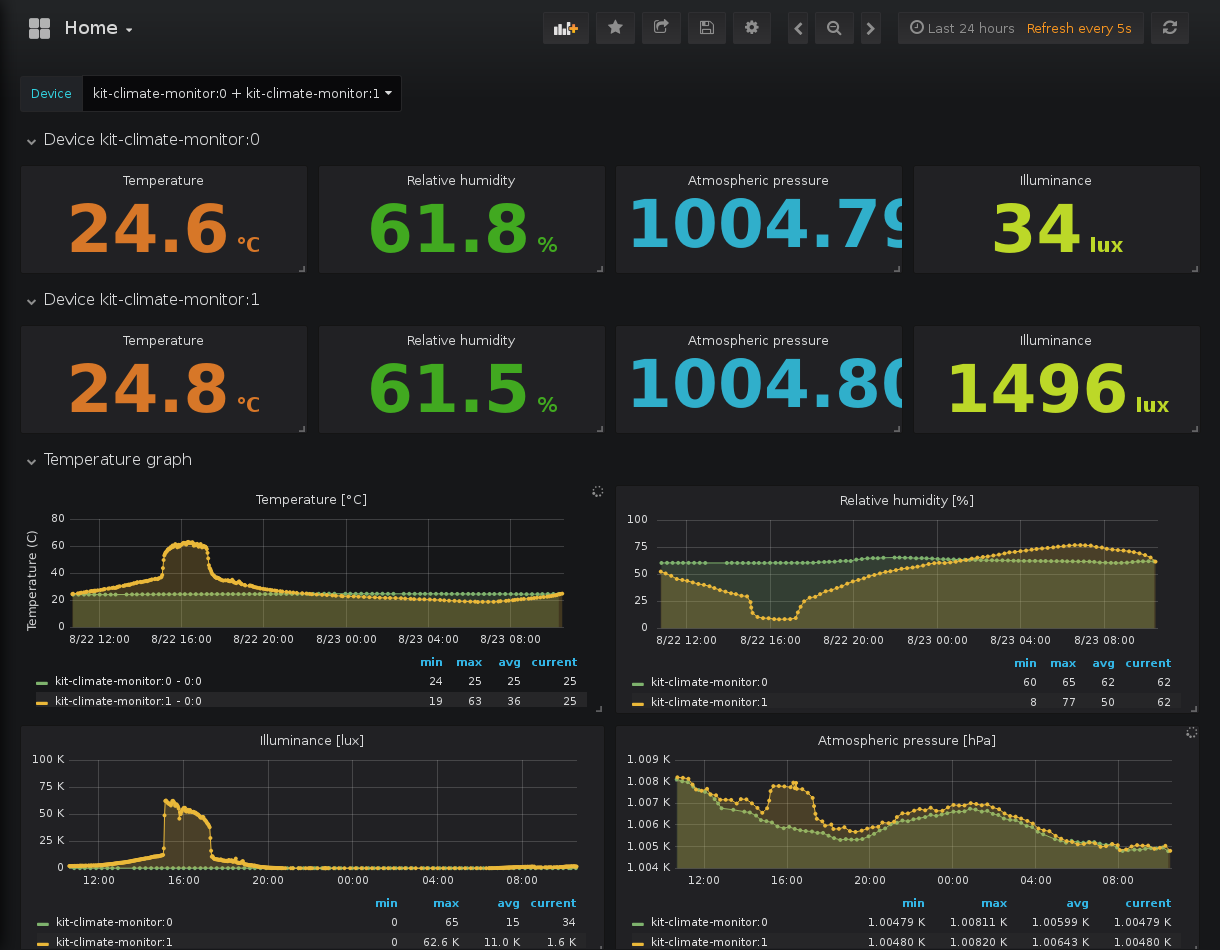 Home
Last 24 hours Refresh every 5s
Device kit-climate-monitor:0 + kit-climate-monitor:1
Device kit-climate-monitor:0
Temperature Relative humidity Atmospheric pressure Illuminance
24.6 °C 61.8 % 1004.79 34 lux
Device kit-climate-monitor:1
Temperature Relative humidity Atmospheric pressure Illuminance
24.8 °C 61.5 % 1004.80 1496 lux
Temperature graph
Temperature [°C]
Temperature (C)
80
60
40
20
0
8/22 12:00 8/22 16:00 8/22 20:00 8/23 00:00 8/23 04:00 8/23 08:00
min max avg current
kit-climate-monitor:0 - 0:0 24 25 25 25
kit-climate-monitor:1 - 0:0 19 63 36 25
Relative humidity [%]
100
75
50
25
0
8/22 12:00 8/22 16:00 8/22 20:00 8/23 00:00 8/23 04:00 8/23 08:00
min max avg current
kit-climate-monitor:0 60 65 62 62
kit-climate-monitor:1 8 77 50 62
Illuminance [lux]
100 K
75 K
50 K
25 K
0
12:00 16:00 20:00 00:00 04:00 08:00
min max avg current
kit-climate-monitor:0 0 65 15 34
kit-climate-monitor:1 0 62.6 K 11.0 K 1.6 K
Atmospheric pressure [hPa]
1.009 K
1.008 K
1.007 K
1.006 K
1.005 K
1.004 K
12:00 16:00 20:00 00:00 04:00 08:00
min max avg current
kit-climate-monitor:0 1.00479 K 1.00811 K 1.00599 K 1.00479 K
kit-climate-monitor:1 1.00480 K 1.00820 K 1.00643 K 1.00480 K